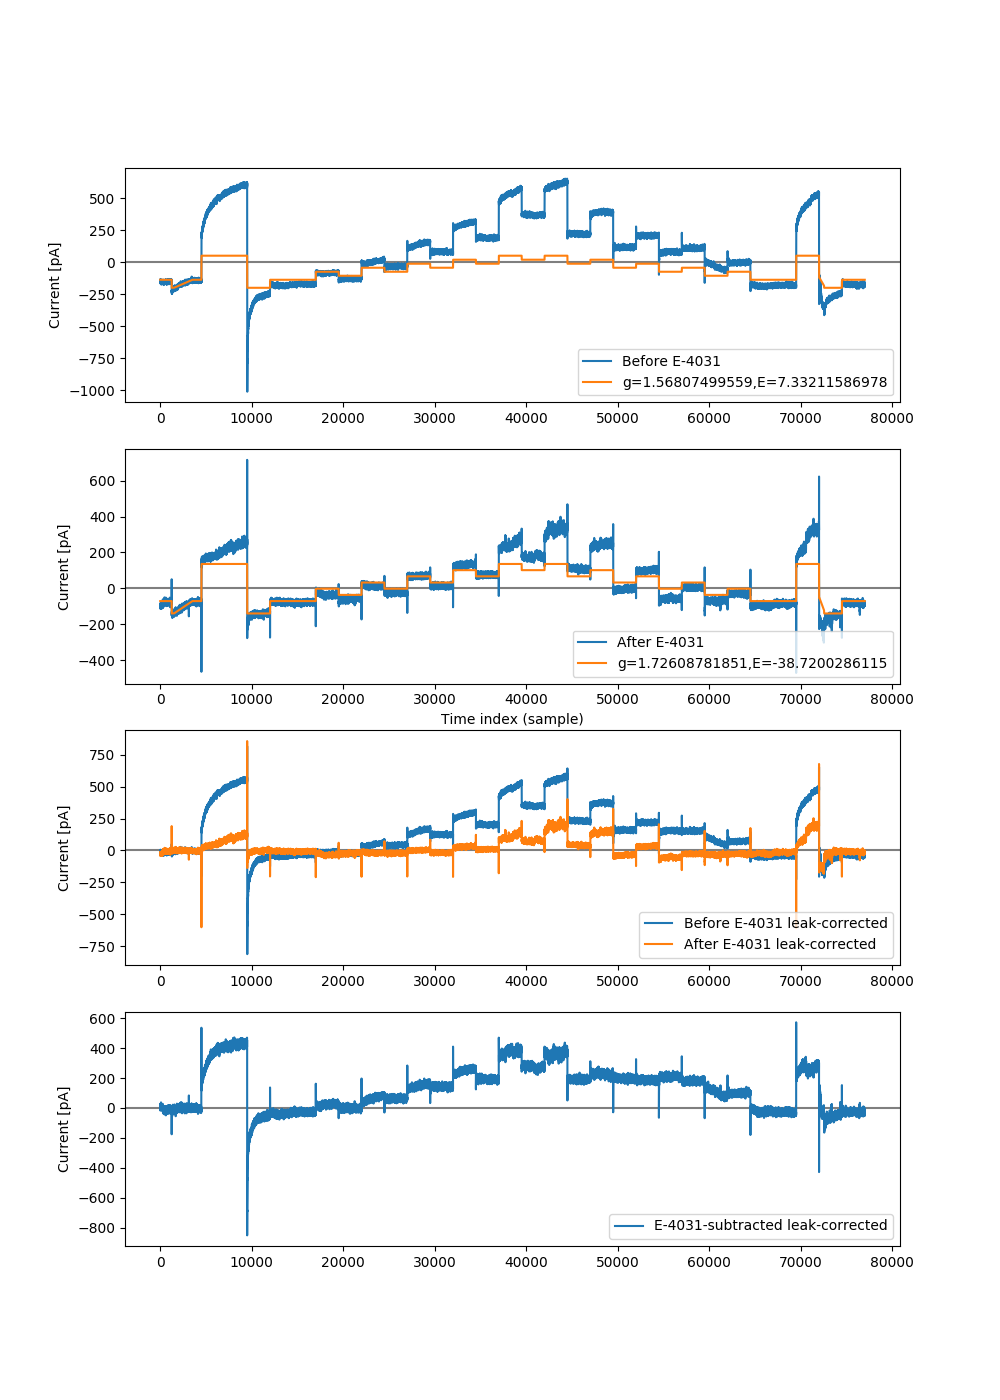 500
250
0
−250
−500
−750
−1000
Current [pA]
Before E-4031
g=1.56807499559,E=7.33211586978
0 10000 20000 30000 40000 50000 60000 70000 80000
600
400
200
0
−200
−400
Current [pA]
After E-4031
g=1.72608781851,E=-38.7200286115
0 10000 20000 30000 40000 50000 60000 70000 80000
Time index (sample)
750
500
250
0
−250
−500
−750
Current [pA]
Before E-4031 leak-corrected
After E-4031 leak-corrected
0 10000 20000 30000 40000 50000 60000 70000 80000
600
400
200
0
−200
−400
−600
−800
Current [pA]
E-4031-subtracted leak-corrected
0 10000 20000 30000 40000 50000 60000 70000 80000